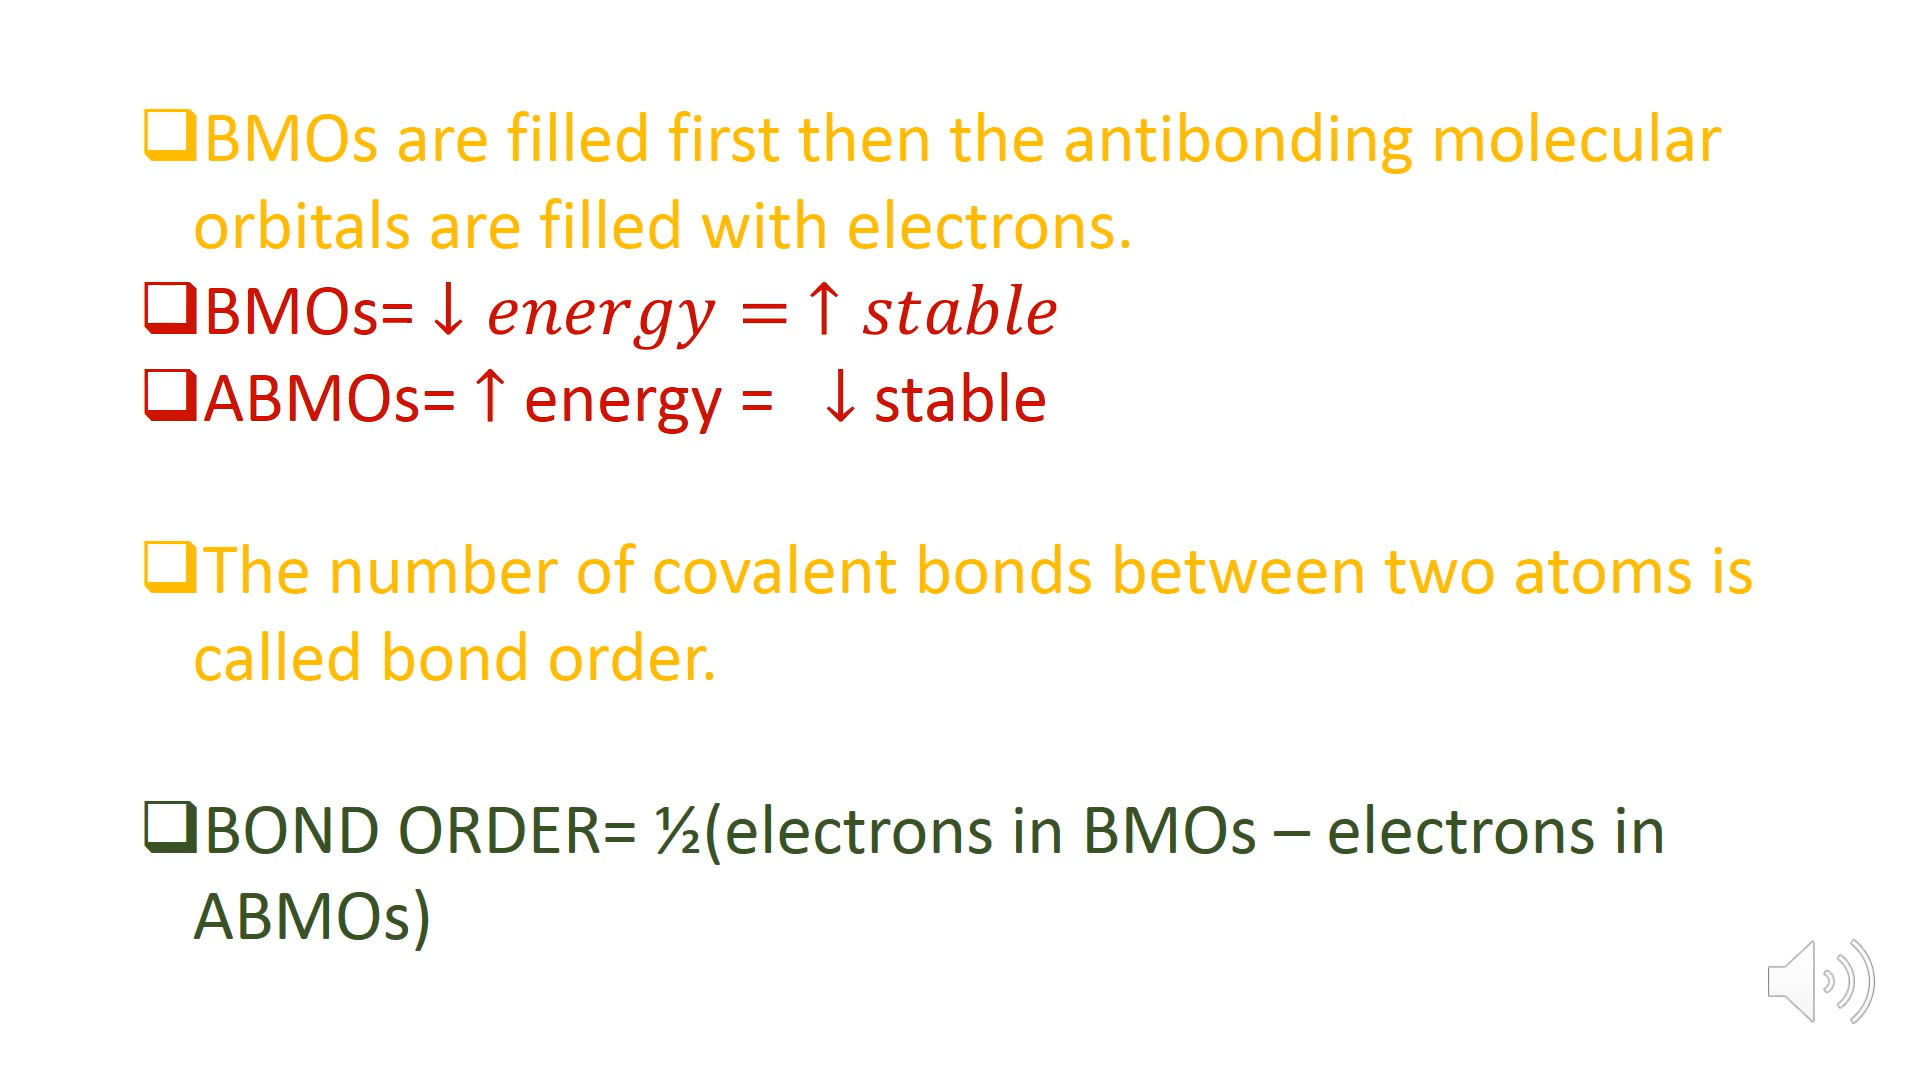 ❑BMOs are filled first then the antibonding molecular
orbitals are filled with electrons.
❑BMOs=↓ energy =↑ stable
❑ABMOs=↑ energy = ↓ stable
❑The number of covalent bonds between two atoms is
called bond order.
❑BOND ORDER= ½(electrons in BMOs – electrons in
ABMOs)